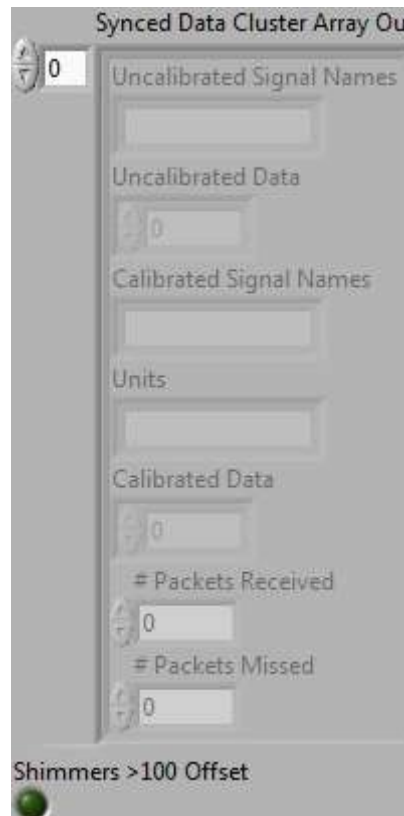 Synced Data Cluster Array Ou
0
Uncalibrated Signal Names
Uncalibrated Data
0
Calibrated Signal Names
Units
Calibrated Data
0
# Packets Received
0
# Packets Missed
0
Shimmers >100 Offset